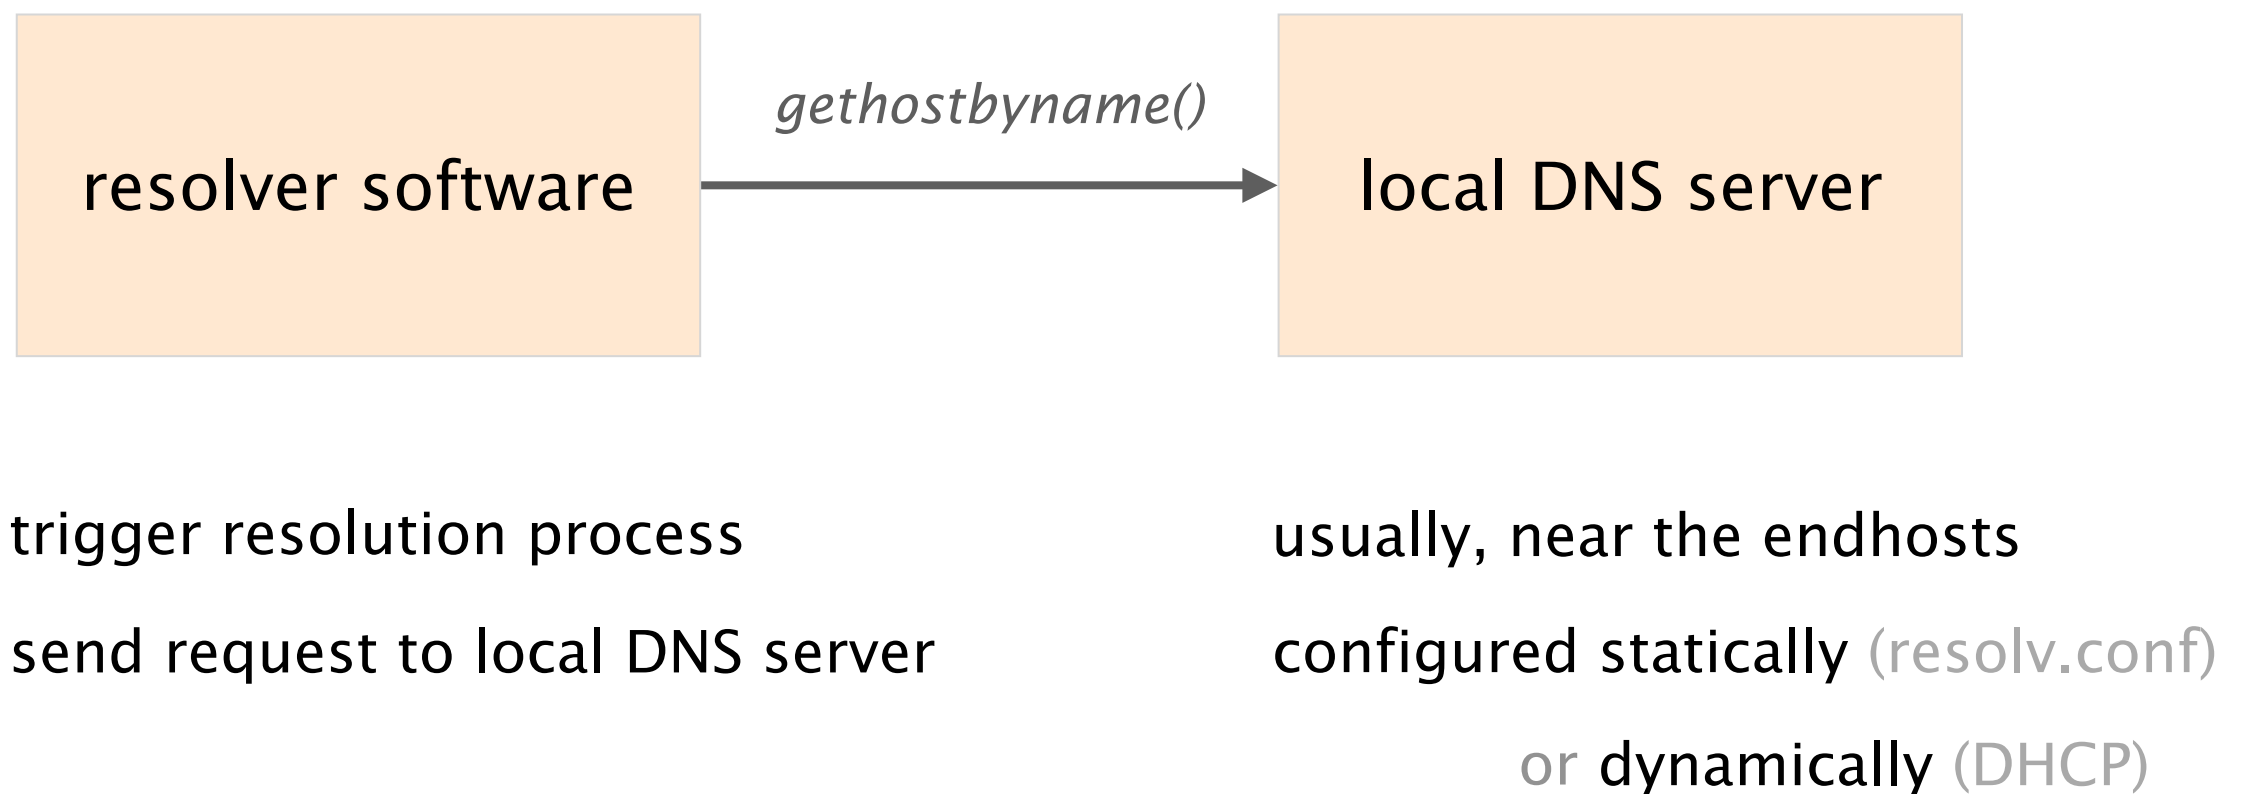 gethostbyname()
resolver software
local DNS server
trigger resolution process
send request to local DNS server
usually, near the endhosts
configured statically (resolv.conf)
or dynamically (DHCP)